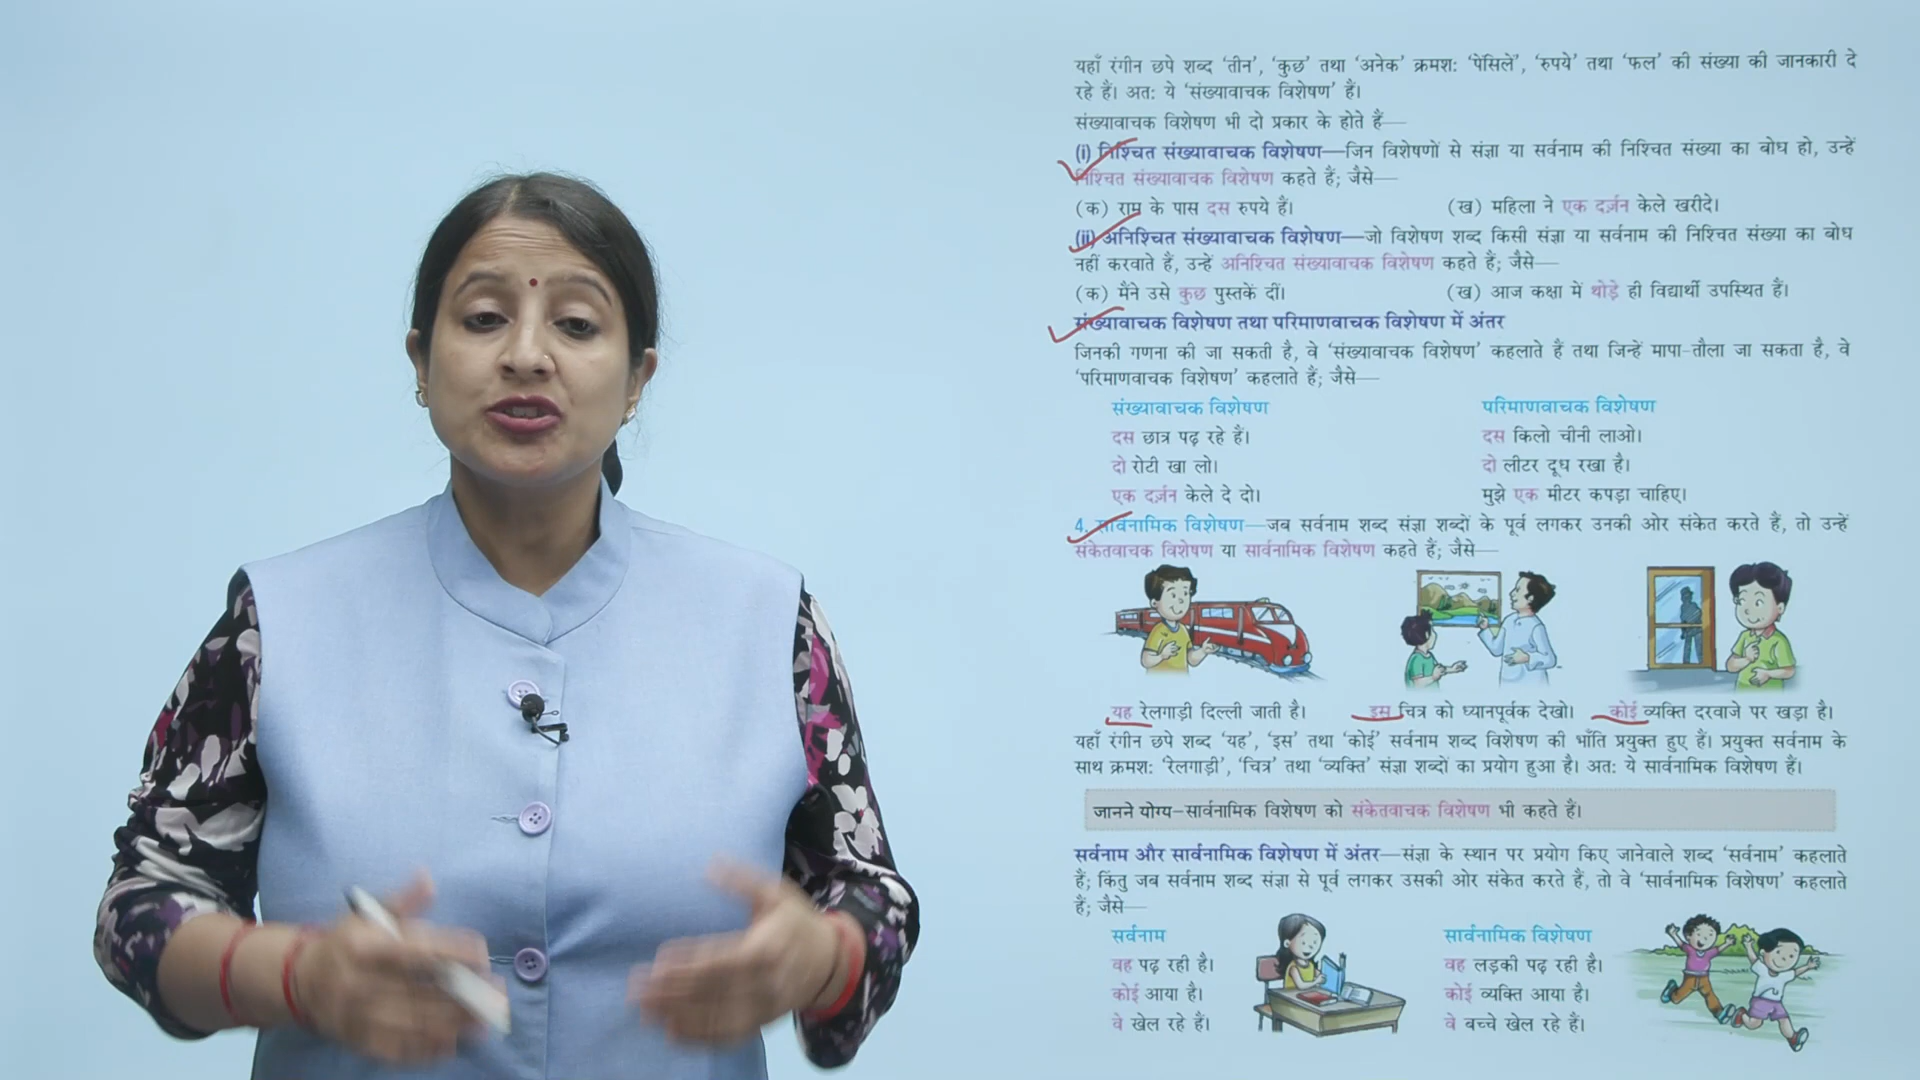 यहाँ रंगीन छपे शब्द ‘तीन’, ‘कुछ’ तथा ‘अनेक’ क्रमश: ‘पेंसिलें’, ‘रुपये’ तथा ‘फल’ की संख्या की जानकारी दे
रहे हैं। अत: ये ‘संख्यावाचक विशेषण’ हैं।
संख्यावाचक विशेषण भी दो प्रकार के होते हैं—
(i) निश्चित संख्यावाचक विशेषण—जिन विशेषणों से संज्ञा या सर्वनाम की निश्चित संख्या का बोध हो, उन्हें
निश्चित संख्यावाचक विशेषण कहते हैं; जैसे—
(क) राम के पास दस रुपये हैं। (ख) महिला ने एक दर्ज़न केले खरीदे।
(ii) अनिश्चित संख्यावाचक विशेषण—जो विशेषण शब्द किसी संज्ञा या सर्वनाम की निश्चित संख्या का बोध
नहीं करवाते हैं, उन्हें अनिश्चित संख्यावाचक विशेषण कहते हैं; जैसे—
(क) मैंने उसे कुछ पुस्तकें दीं। (ख) आज कक्षा में थोड़े ही विद्यार्थी उपस्थित हैं।
संख्यावाचक विशेषण तथा परिमाणवाचक विशेषण में अंतर
जिनकी गणना की जा सकती है, वे ‘संख्यावाचक विशेषण’ कहलाते हैं तथा जिन्हें मापा-तौला जा सकता है, वे
‘परिमाणवाचक विशेषण’ कहलाते हैं; जैसे—
संख्यावाचक विशेषण परिमाणवाचक विशेषण
दस छात्र पढ़ रहे हैं। दस किलो चीनी लाओ।
दो रोटी खा लो। दो लीटर दूध रखा है।
एक दर्ज़न केले दे दो। मुझे एक मीटर कपड़ा चाहिए।
4. सार्वनामिक विशेषण—जब सर्वनाम शब्द संज्ञा शब्दों के पूर्व लगकर उनकी ओर संकेत करते हैं, तो उन्हें
संकेतवाचक विशेषण या सार्वनामिक विशेषण कहते हैं; जैसे—
यह रेलगाड़ी दिल्ली जाती है। इस चित्र को ध्यानपूर्वक देखो। कोई व्यक्ति दरवाजे पर खड़ा है।
यहाँ रंगीन छपे शब्द ‘यह’, ‘इस’ तथा ‘कोई’ सर्वनाम शब्द विशेषण की भाँति प्रयुक्त हुए हैं। प्रयुक्त सर्वनाम के
साथ क्रमश: ‘रेलगाड़ी’, ‘चित्र’ तथा ‘व्यक्ति’ संज्ञा शब्दों का प्रयोग हुआ है। अत: ये सार्वनामिक विशेषण हैं।
जानने योग्य–सार्वनामिक विशेषण को संकेतवाचक विशेषण भी कहते हैं।
सर्वनाम और सार्वनामिक विशेषण में अंतर—संज्ञा के स्थान पर प्रयोग किए जानेवाले शब्द ‘सर्वनाम’ कहलाते
हैं; किंतु जब सर्वनाम शब्द संज्ञा से पूर्व लगकर उसकी ओर संकेत करते हैं, तो वे ‘सार्वनामिक विशेषण’ कहलाते
हैं; जैसे—
सर्वनाम सार्वनामिक विशेषण
वह पढ़ रही है। वह लड़की पढ़ रही है।
कोई आया है। कोई व्यक्ति आया है।
वे खेल रहे हैं। वे बच्चे खेल रहे हैं।